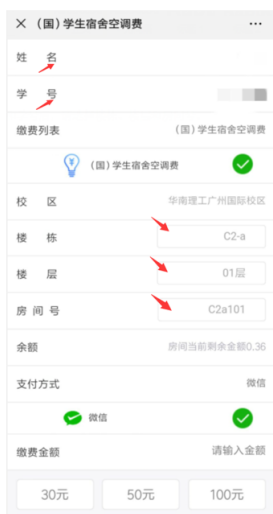 × (国)学生宿舍空调费 ···
姓 名
学 号
缴费列表 (国)学生宿舍空调费
(国)学生宿舍空调费
校 区 华南理工广州国际校区
楼 栋 C2-a
楼 层 01层
房 间 号 C2a101
余额 房间当前剩余金额0.36
支付方式 微信
微信
缴费金额 请输入金额
30元 50元 100元